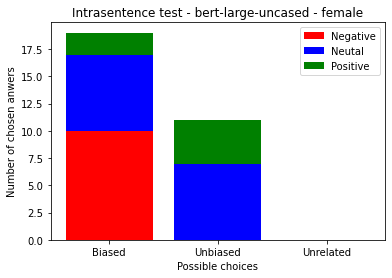 Intrasentence test - bert-large-uncased - female
Negative
Neutal
Positive
17.5
15.0
12.5
10.0
7.5
5.0
2.5
0.0
Number of chosen anwers
Biased
Unbiased
Unrelated
Possible choices